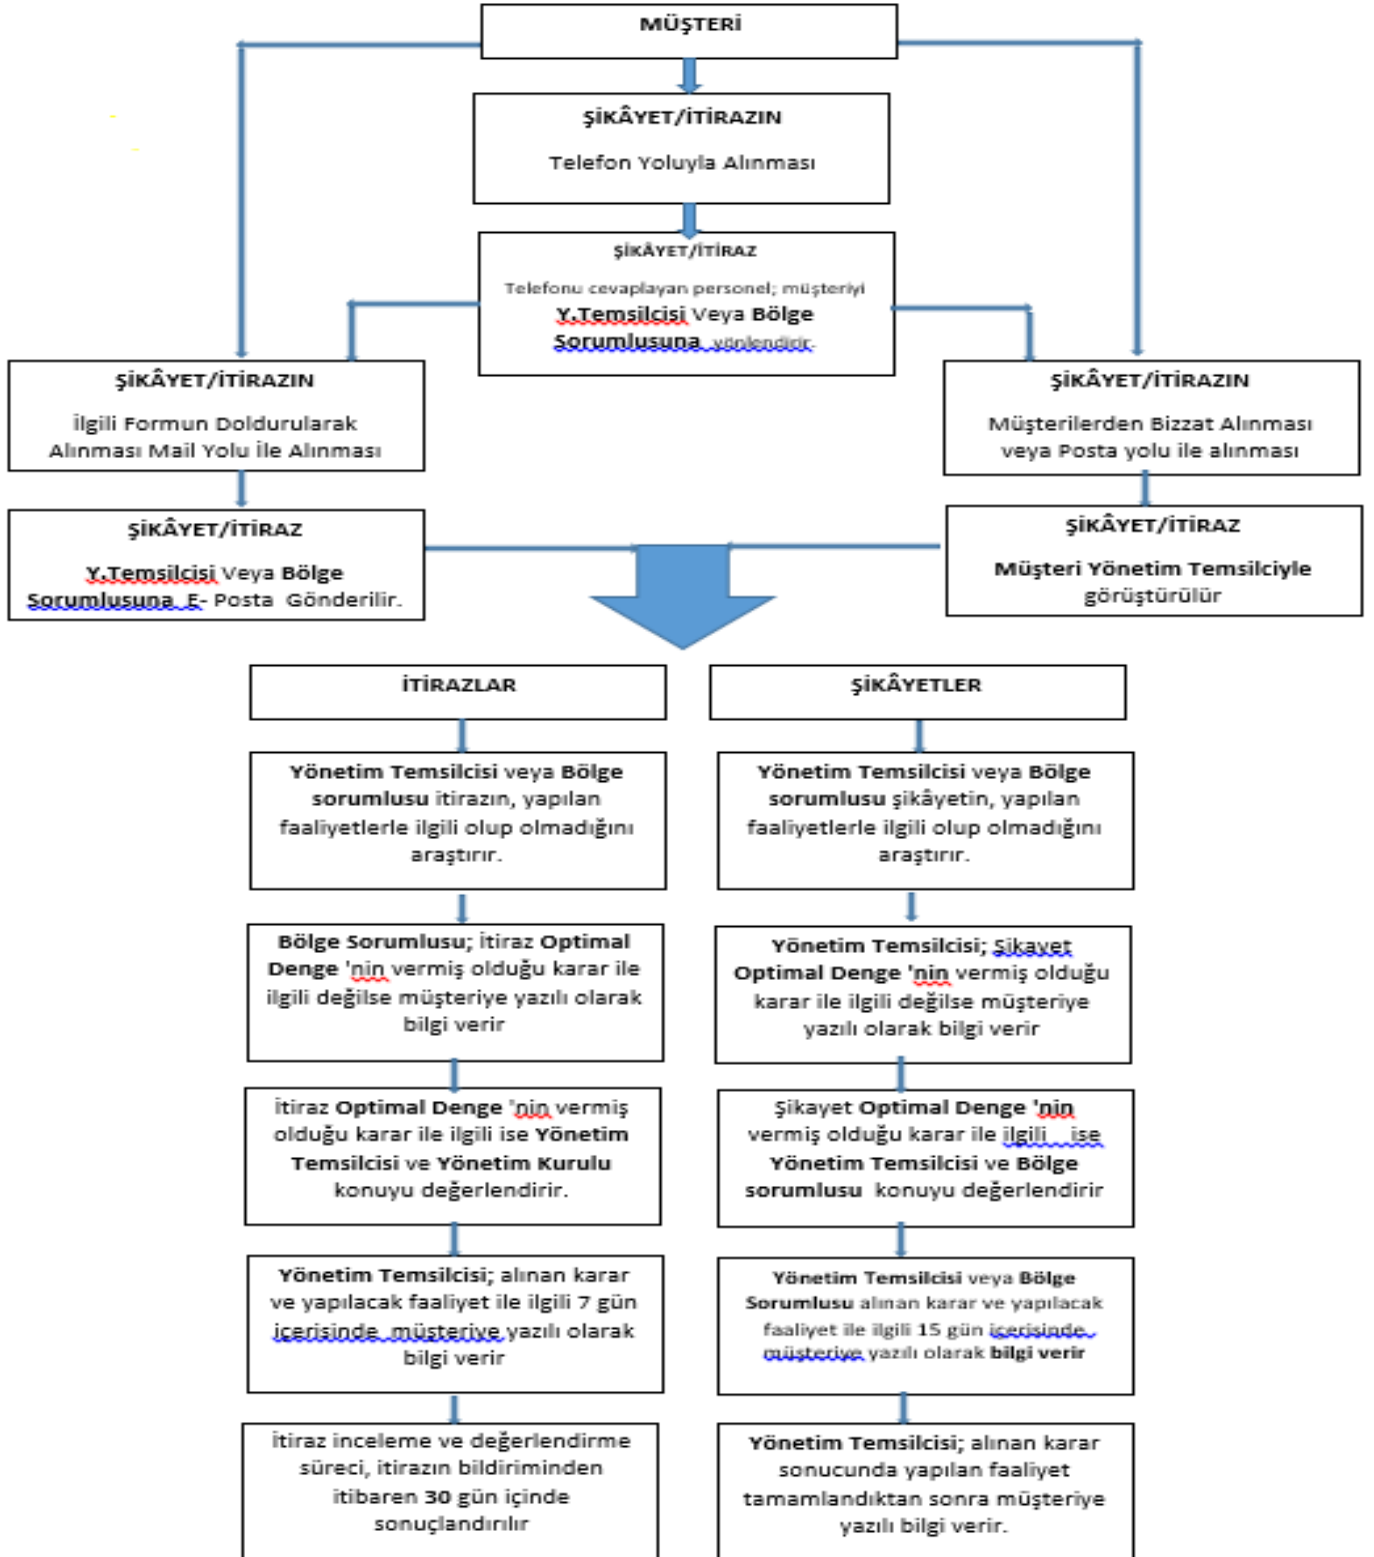 MÜŞTERİ
ŞİKÂYET/İTİRAZIN
Telefon Yoluyla Alınması
ŞİKÂYET/İTİRAZ
Telefonu cevaplayan personel; müşteriyi
Y.Temsilcisi Veya Bölge
Sorumlusuna yönlendirir.
ŞİKÂYET/İTİRAZIN
İlgili Formun Doldurularak
Alınması Mail Yolu İle Alınması
ŞİKÂYET/İTİRAZIN
Müşterilerden Bizzat Alınması
veya Posta yolu ile alınması
ŞİKÂYET/İTİRAZ
Y.Temsilcisi Veya Bölge
Sorumlusuna E- Posta Gönderilir.
ŞİKÂYET/İTİRAZ
Müşteri Yönetim Temsilciyle
görüştürülür
İTİRAZLAR
Yönetim Temsilcisi veya Bölge
sorumlusu itirazın, yapılan
faaliyetlerle ilgili olup olmadığını
araştırır.
Bölge Sorumlusu; İtiraz Optimal
Denge 'nin vermiş olduğu karar ile
ilgili değilse müşteriye yazılı olarak
bilgi verir
İtiraz Optimal Denge 'nin vermiş
olduğu karar ile ilgili ise Yönetim
Temsilcisi ve Yönetim Kurulu
konuyu değerlendirir.
Yönetim Temsilcisi; alınan karar
ve yapılacak faaliyet ile ilgili 7 gün
içerisinde müşteriye yazılı olarak
bilgi verir
İtiraz inceleme ve değerlendirme
süreci, itirazın bildiriminden
itibaren 30 gün içinde
sonuçlandırılır
ŞİKÂYETLER
Yönetim Temsilcisi veya Bölge
sorumlusu şikâyetin, yapılan
faaliyetlerle ilgili olup olmadığını
araştırır.
Yönetim Temsilcisi; Şikayet
Optimal Denge 'nin vermiş olduğu
karar ile ilgili değilse müşteriye
yazılı olarak bilgi verir
Şikayet Optimal Denge 'nin
vermiş olduğu karar ile ilgili ise
Yönetim Temsilcisi ve Bölge
sorumlusu konuyu değerlendirir
Yönetim Temsilcisi veya Bölge
Sorumlusu alınan karar ve yapılacak
faaliyet ile ilgili 15 gün içerisinde
müşteriye yazılı olarak bilgi verir
Yönetim Temsilcisi; alınan karar
sonucunda yapılan faaliyet
tamamlandıktan sonra müşteriye
yazılı bilgi verir.